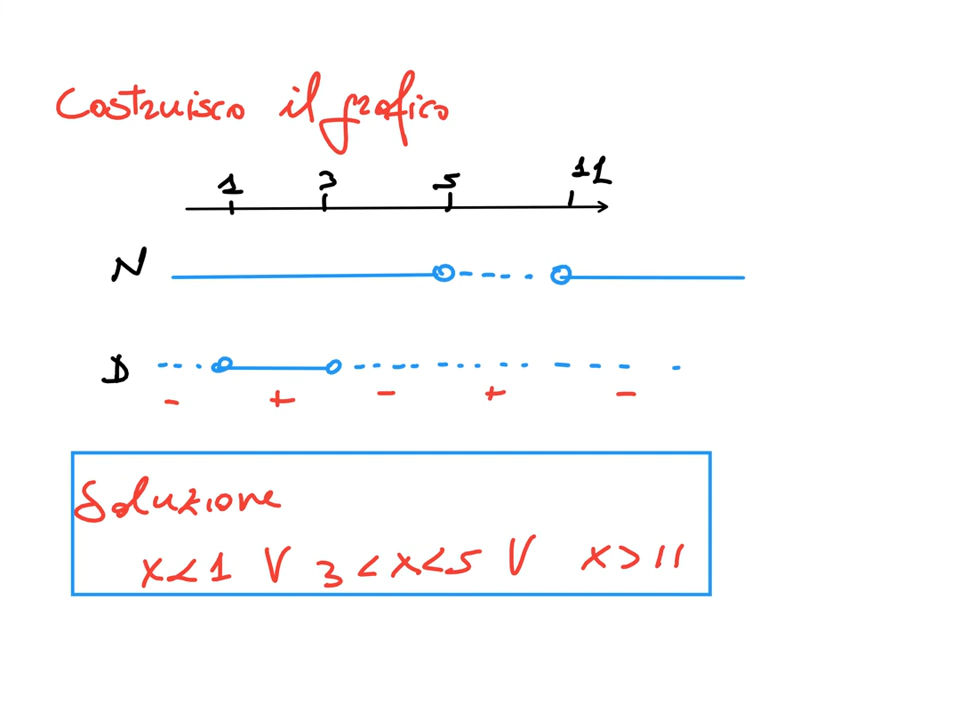 Costruisco il grafico
1 3 5 11
N
D
- + - + -
Soluzione
x<1 V 3<x<5 V x>11